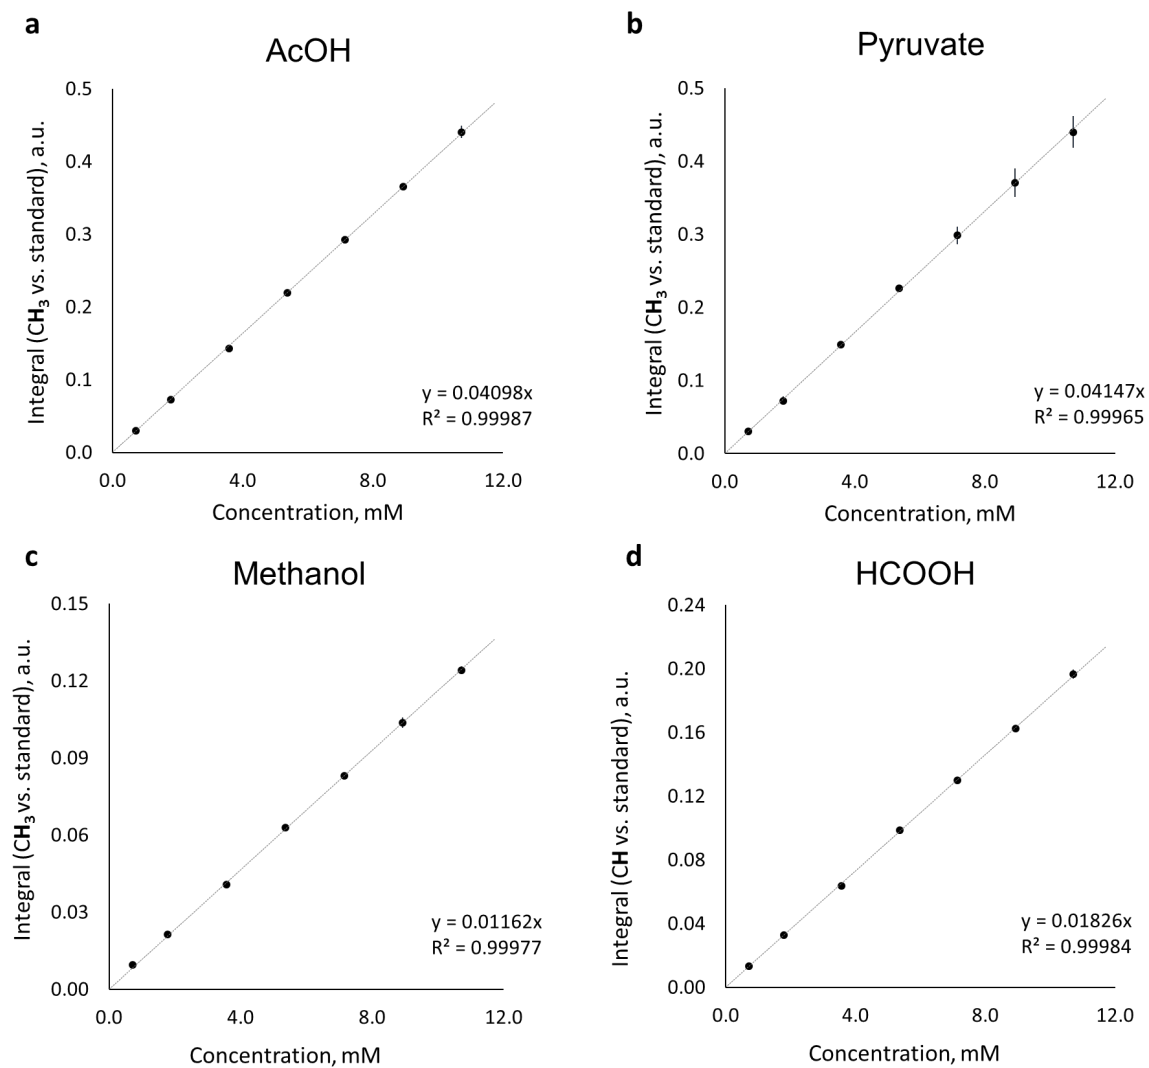 a
AcOH
Integral (CH₃ vs. standard), a.u.
0.5
0.4
0.3
0.2
0.1
0.0
y = 0.04098x
R² = 0.99987
0.0 4.0 8.0 12.0
Concentration, mM
b
Pyruvate
Integral (CH₃ vs. standard), a.u.
0.5
0.4
0.3
0.2
0.1
0.0
y = 0.04147x
R² = 0.99965
0.0 4.0 8.0 12.0
Concentration, mM
c
Methanol
Integral (CH₃ vs. standard), a.u.
0.15
0.12
0.09
0.06
0.03
0.00
y = 0.01162x
R² = 0.99977
0.0 4.0 8.0 12.0
Concentration, mM
d
HCOOH
Integral (CH vs. standard), a.u.
0.24
0.20
0.16
0.12
0.08
0.04
0.00
y = 0.01826x
R² = 0.99984
0.0 4.0 8.0 12.0
Concentration, mM